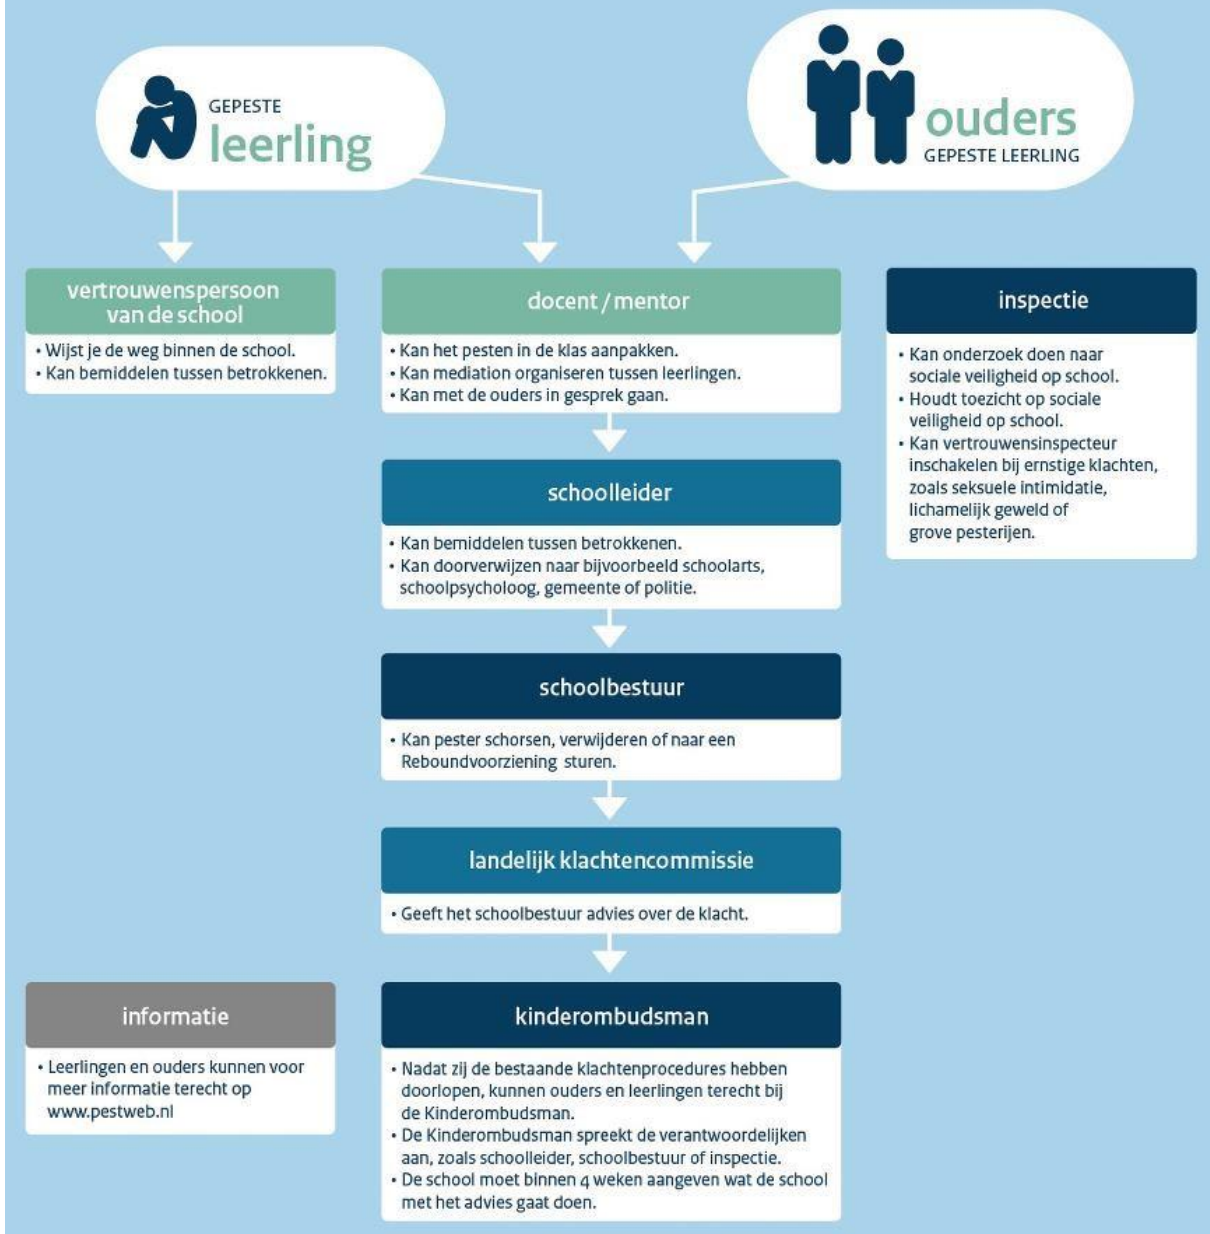 GEPESTE
leerling
ouders
GEPESTE LEERLING
vertrouwenspersoon
van de school
• Wijst je de weg binnen de school.
• Kan bemiddelen tussen betrokkenen.
docent / mentor
• Kan het pesten in de klas aanpakken.
• Kan mediation organiseren tussen leerlingen.
• Kan met de ouders in gesprek gaan.
inspectie
• Kan onderzoek doen naar
sociale veiligheid op school.
• Houdt toezicht op sociale
veiligheid op school.
• Kan vertrouwensinspecteur
inschakelen bij ernstige klachten,
zoals seksuele intimidatie,
lichamelijk geweld of
grove pesterijen.
schoolleider
• Kan bemiddelen tussen betrokkenen.
• Kan doorverwijzen naar bijvoorbeeld schoolarts,
schoolpsycholoog, gemeente of politie.
schoolbestuur
• Kan pester schorsen, verwijderen of naar een
Reboundvoorziening sturen.
landelijk klachtencommissie
• Geeft het schoolbestuur advies over de klacht.
informatie
• Leerlingen en ouders kunnen voor
meer informatie terecht op
www.pestweb.nl
kinderombudsman
• Nadat zij de bestaande klachtenprocedures hebben
doorlopen, kunnen ouders en leerlingen terecht bij
de Kinderombudsman.
• De Kinderombudsman spreekt de verantwoordelijken
aan, zoals schoolleider, schoolbestuur of inspectie.
• De school moet binnen 4 weken aangeven wat de school
met het advies gaat doen.